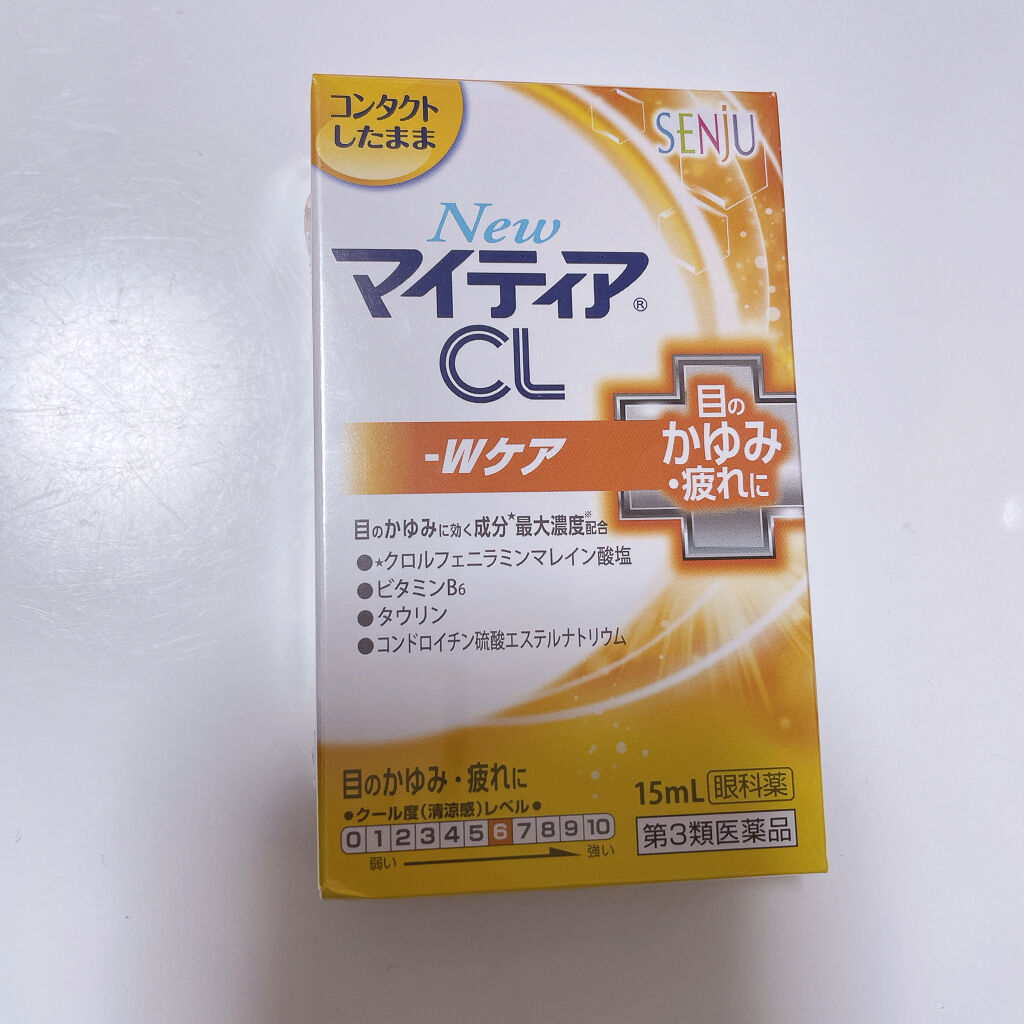 コンタクト
したまま
SENJU
New
マイティア®
CL
-Wケア
目の
かゆみ
・疲れに
目のかゆみに効く成分★最大濃度※配合
●★クロルフェニラミンマレイン酸塩
●ビタミンB6
●タウリン
●コンドロイチン硫酸エステルナトリウム
目のかゆみ・疲れに
●クール度(清涼感)レベル●
0 1 2 3 4 5 6 7 8 9 10
弱い 強い
15mL 眼科薬
第3類医薬品